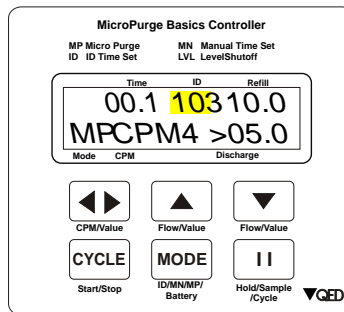 MicroPurge Basics Controller
MP Micro Purge MN Manual Time Set
ID ID Time Set LVL LevelShutoff
Time ID Refill
00.1 103 10.0
MPCPM4 >05.0
Mode CPM Discharge
CPM/Value Flow/Value Flow/Value
CYCLE MODE II
Start/Stop ID/MN/MP/ Battery Hold/Sample /Cycle
QED